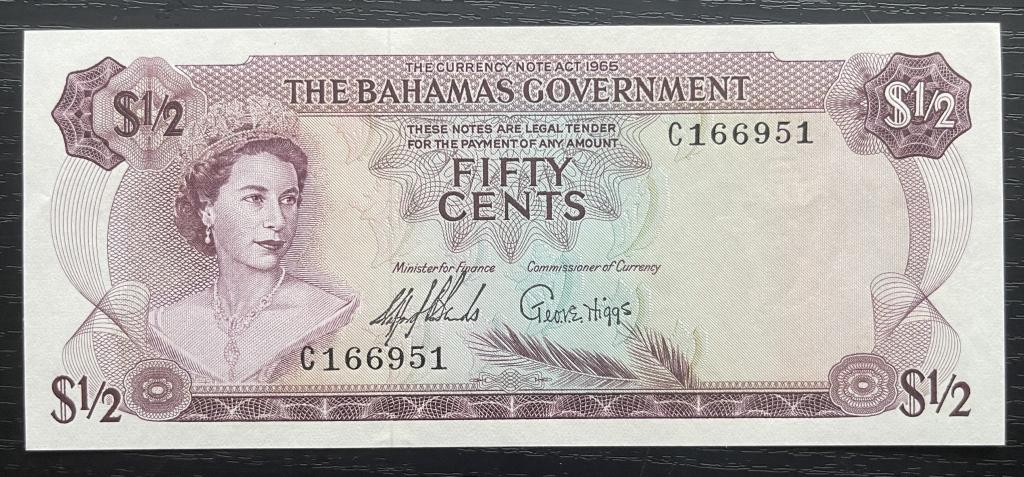 THE CURRENCY NOTE ACT 1965
THE BAHAMAS GOVERNMENT
$1/2
$1/2
THESE NOTES ARE LEGAL TENDER
FOR THE PAYMENT OF ANY AMOUNT
C166951
FIFTY
CENTS
Minister for Finance
Commissioner of Currency
Geo. E. Higgs
C166951
$1/2
$1/2